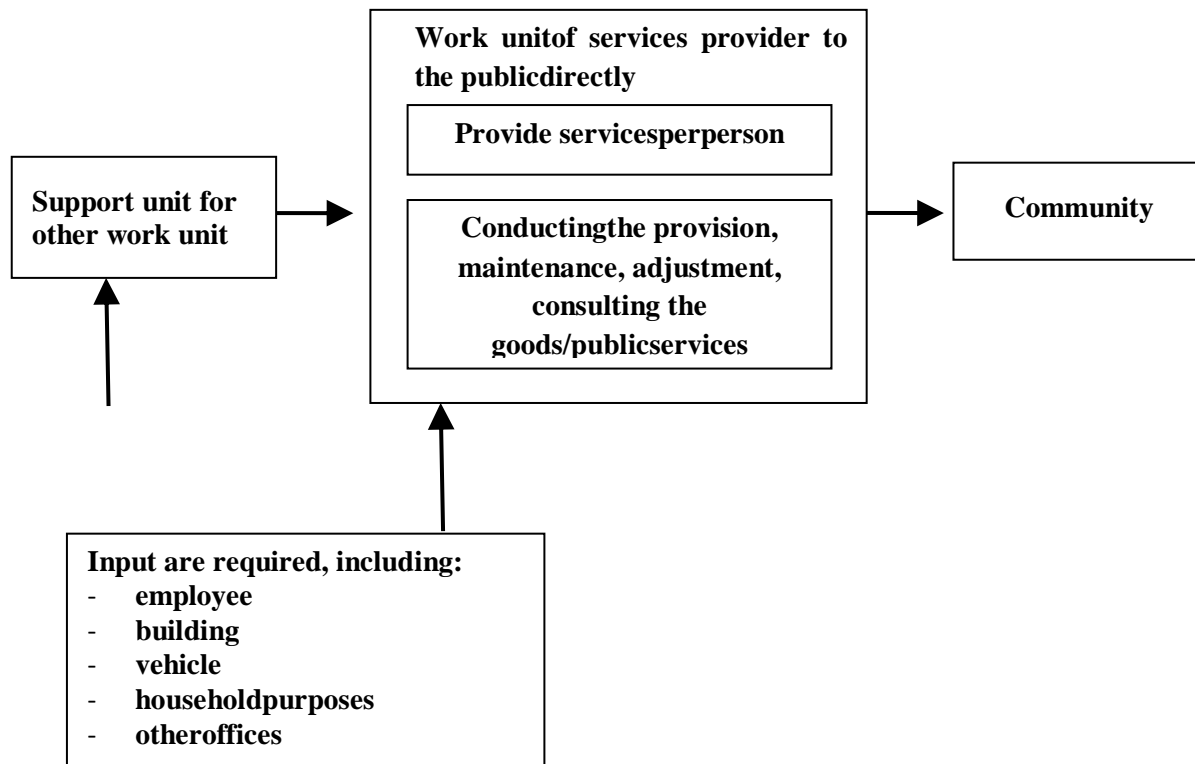 Work unitof services provider to
the publicdirectly
Provide servicesperperson
Support unit for
other work unit
Conductingthe provision,
maintenance, adjustment,
consulting the
goods/publicservices
Community
Input are required, including:
- employee
- building
- vehicle
- householdpurposes
- otheroffices